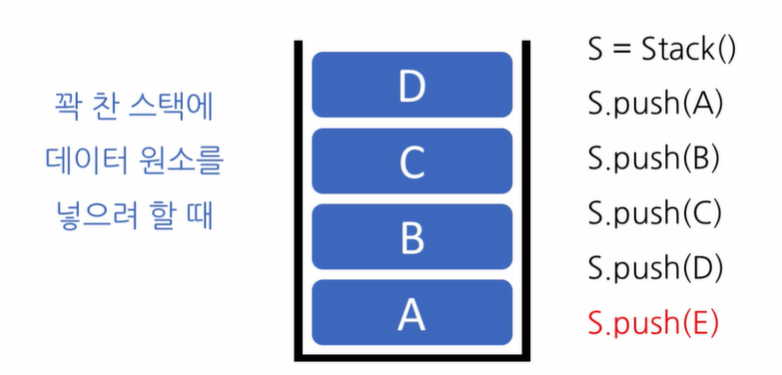 꽉 찬 스택에
데이터 원소를
넣으려 할 때
D
C
B
A
S = Stack()
S.push(A)
S.push(B)
S.push(C)
S.push(D)
S.push(E)